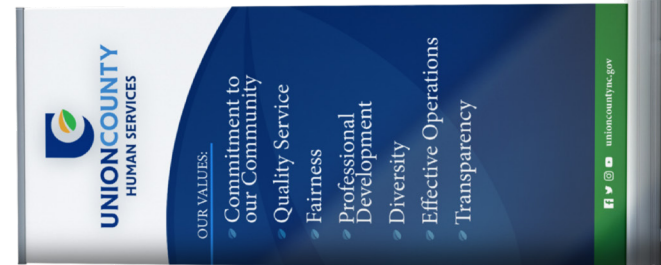 UNIONCOUNTY
HUMAN SERVICES
OUR VALUES:
Commitment to
our Community
Quality Service
Fairness
Professional
Development
Diversity
Effective Operations
Transparency
unioncountync.gov